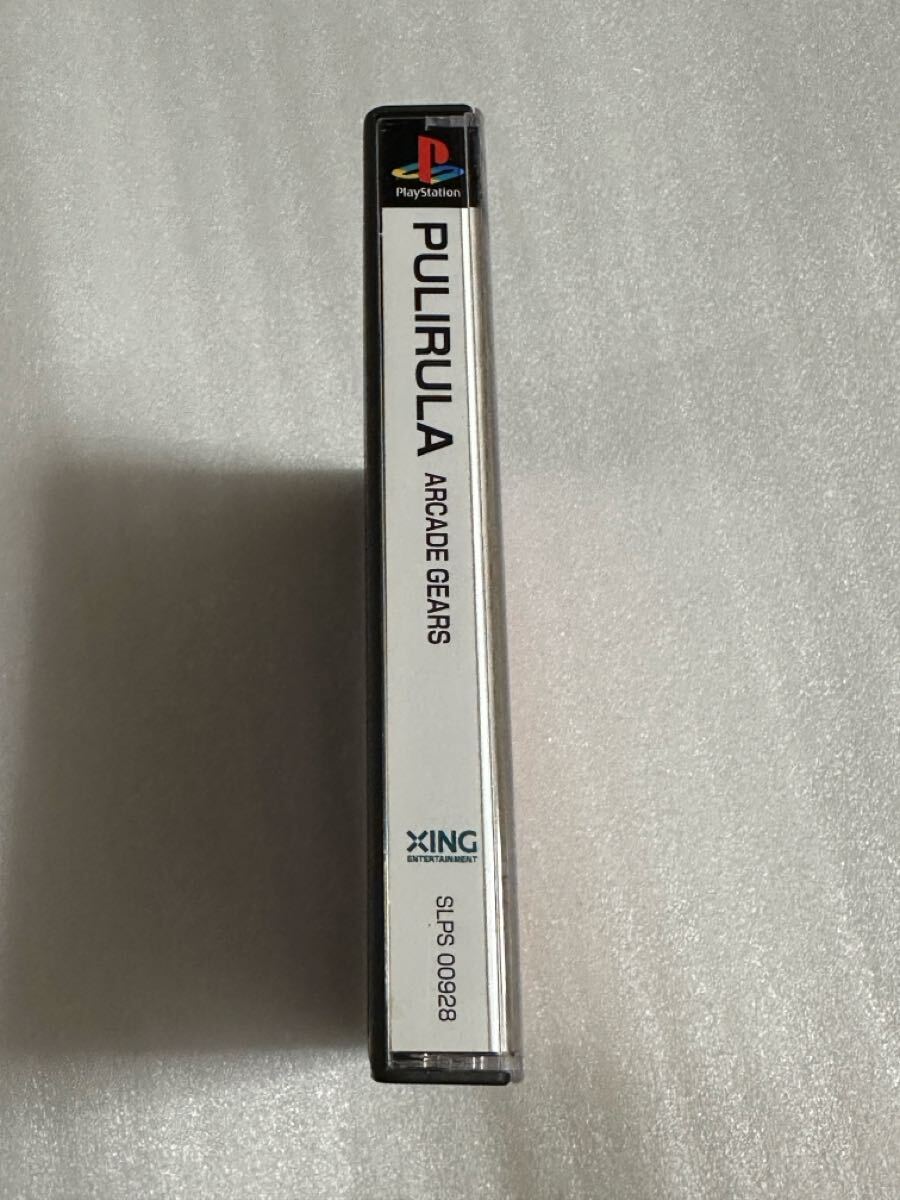 PlayStation
PULIRULA ARCADE GEARS
XING
ENTERTAINMENT
SLPS 00928